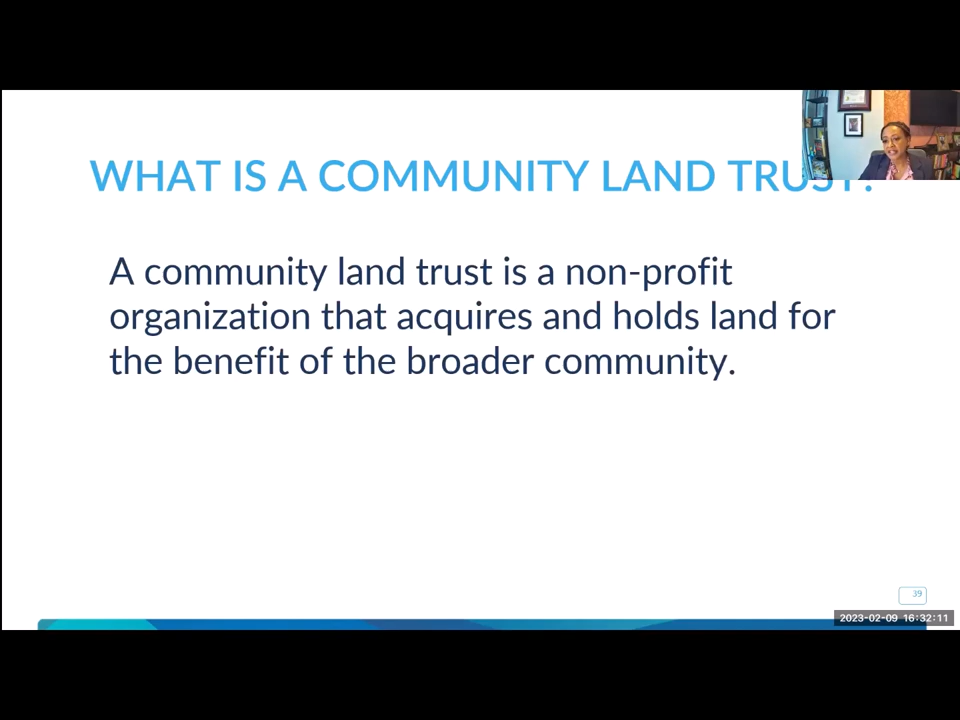 WHAT IS A COMMUNITY LAND TRUST?
A community land trust is a non-profit
organization that acquires and holds land for
the benefit of the broader community.
39
2023-02-09 16:32:11